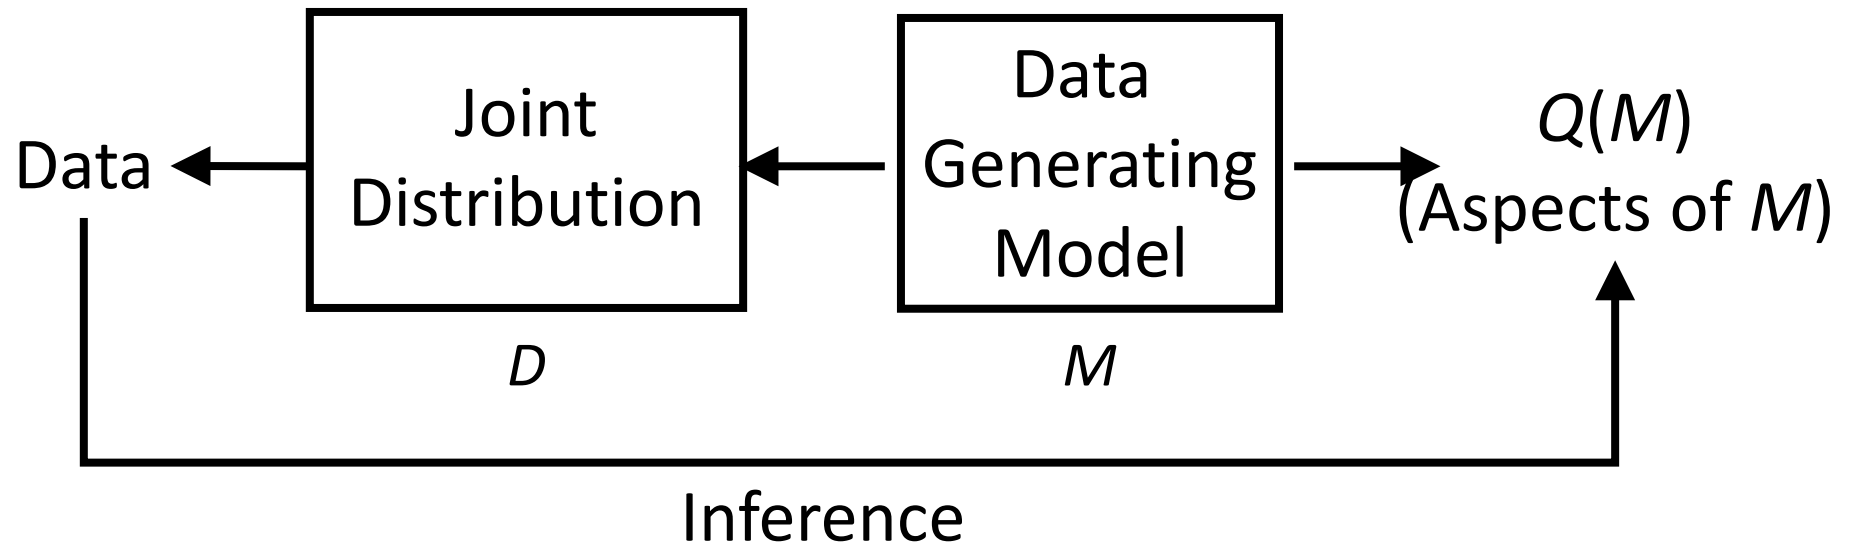 Data
Joint
Distribution
D
Data
Generating
Model
M
Q(M)
(Aspects of M)
Inference